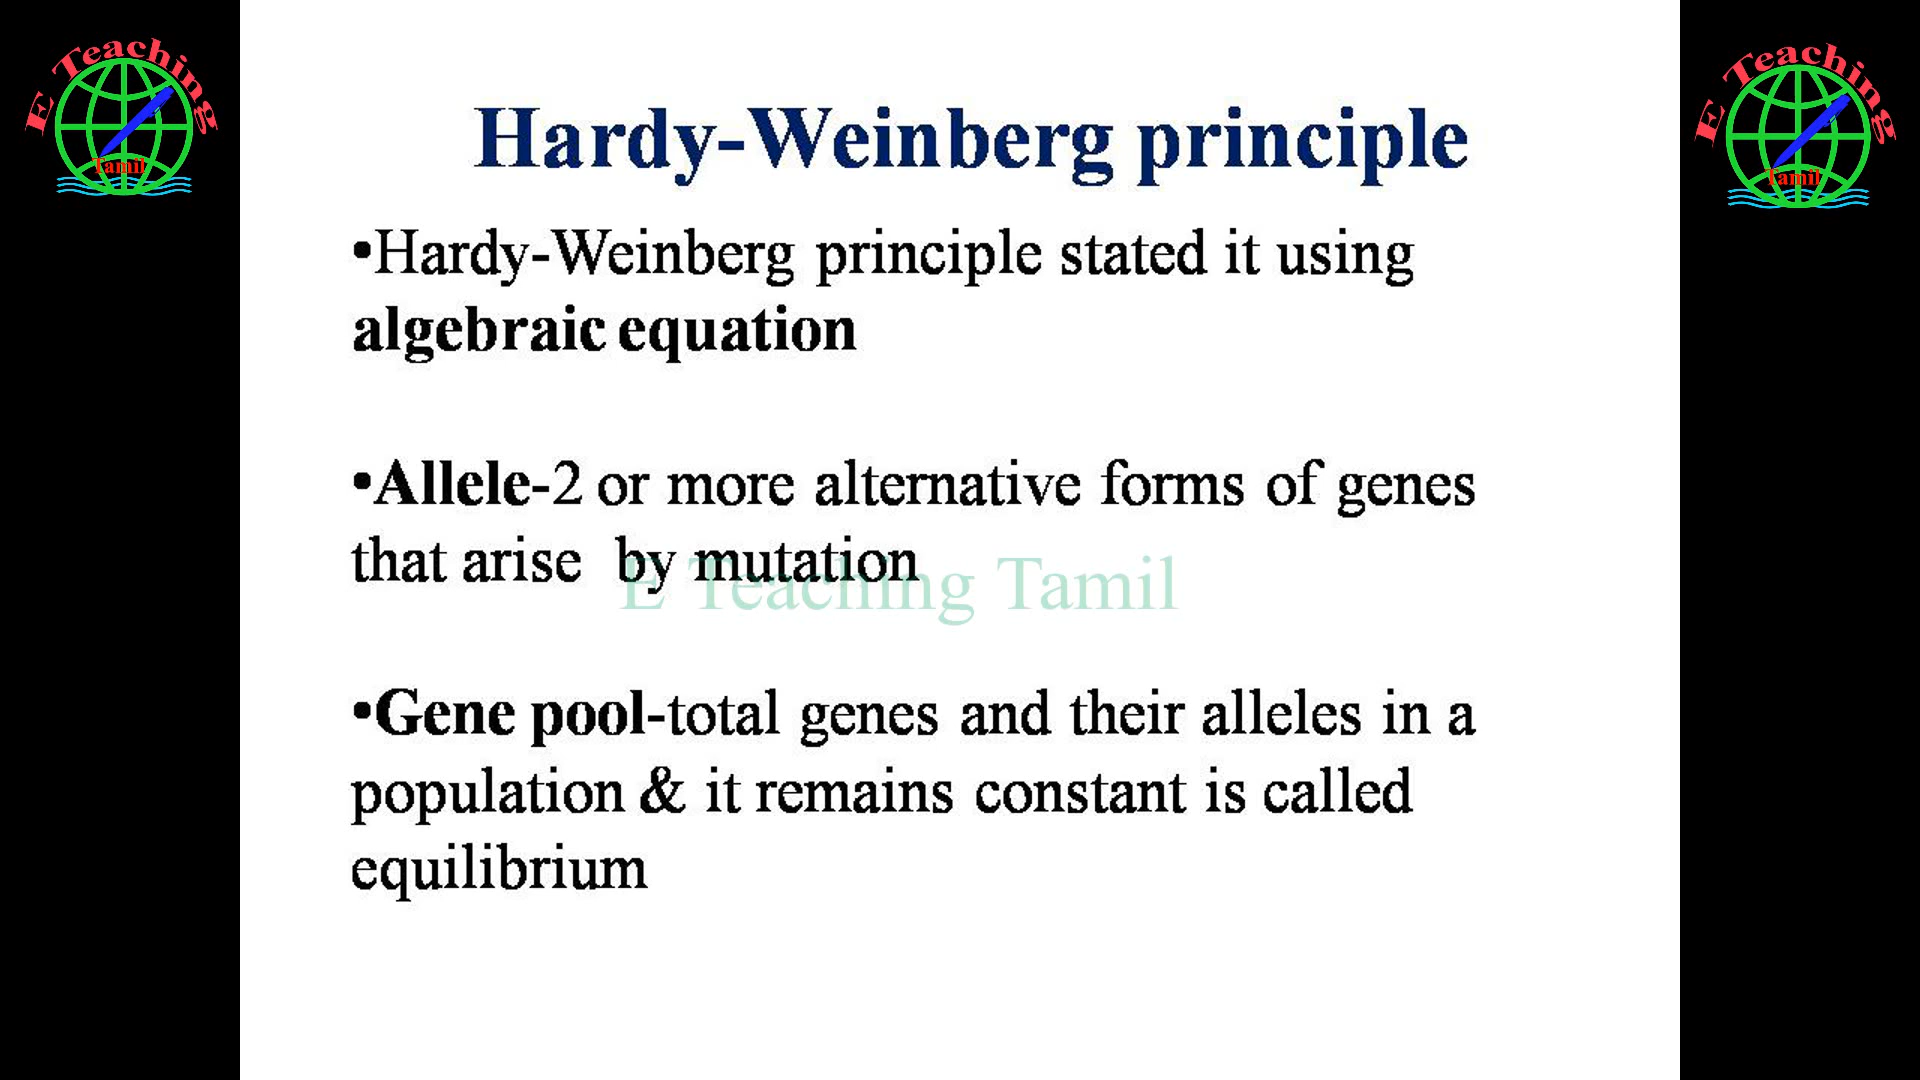 E Teaching
Tamil
E Teaching
Tamil
Hardy-Weinberg principle
•Hardy-Weinberg principle stated it using
algebraic equation
•Allele-2 or more alternative forms of genes
that arise by mutation
E Teaching Tamil
•Gene pool-total genes and their alleles in a
population & it remains constant is called
equilibrium